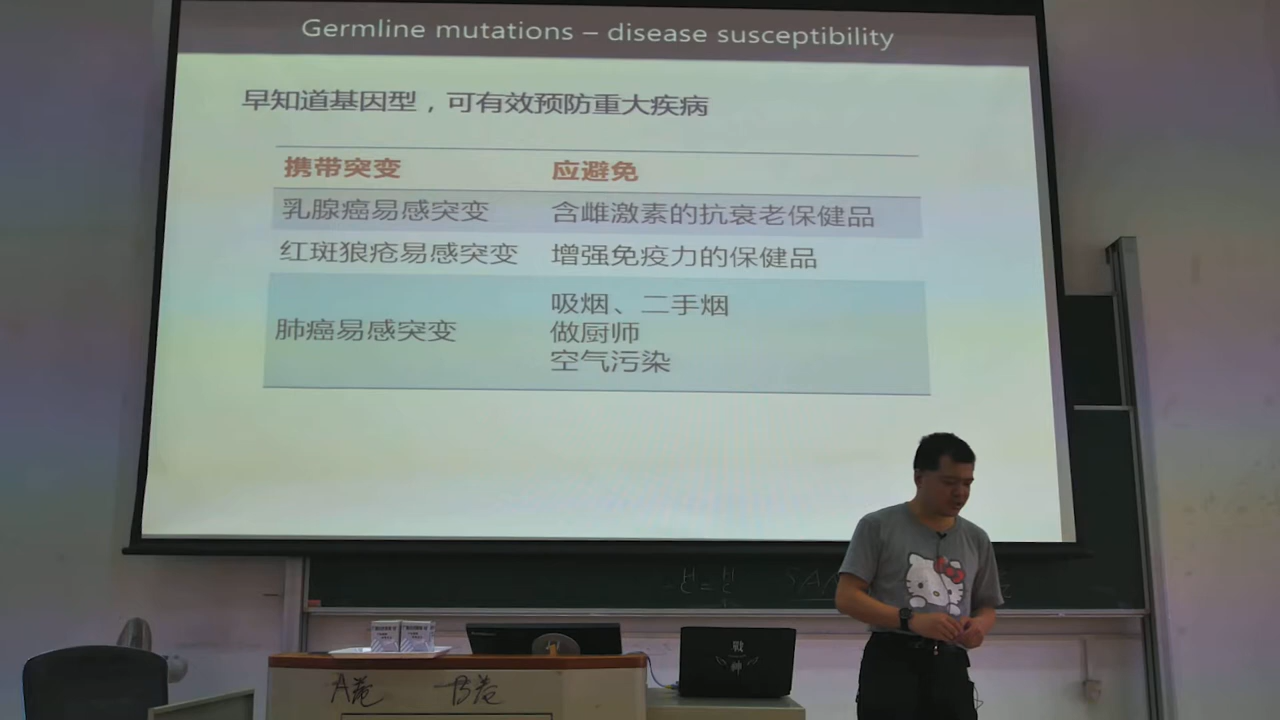 Germline mutations – disease susceptibility
早知道基因型，可有效预防重大疾病
携带突变 应避免
乳腺癌易感突变 含雌激素的抗衰老保健品
红斑狼疮易感突变 增强免疫力的保健品
吸烟、二手烟
肺癌易感突变 做厨师
空气污染
戰
神
A卷 B卷